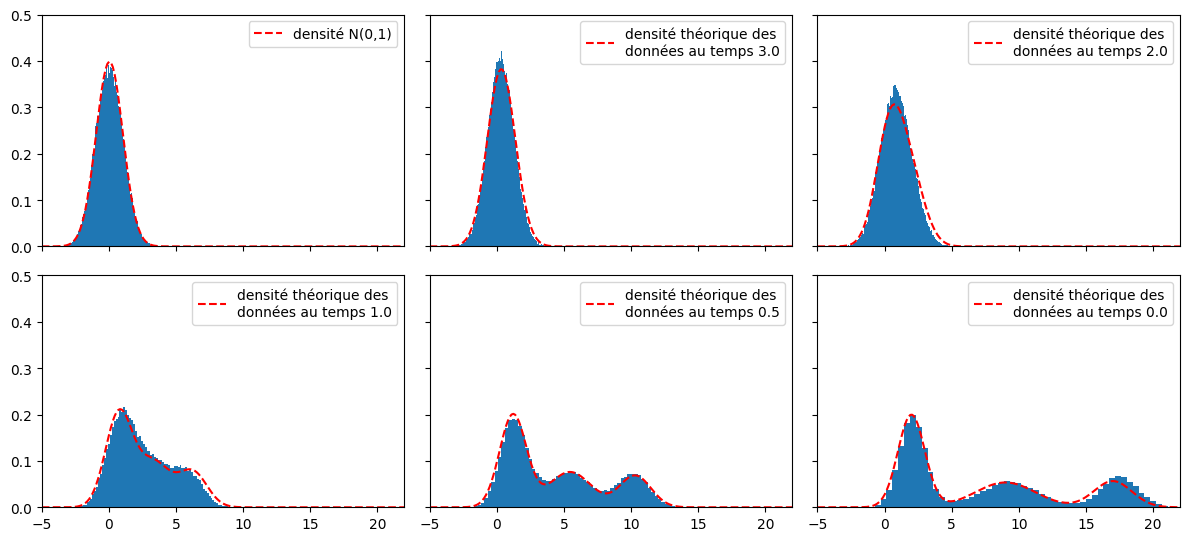 0.5
0.4
0.3
0.2
0.1
0.0
densité N(0,1)
densité théorique des
données au temps 3.0
densité théorique des
données au temps 2.0
0.5
0.4
0.3
0.2
0.1
0.0
−5 0 5 10 15 20
densité théorique des
données au temps 1.0
−5 0 5 10 15 20
densité théorique des
données au temps 0.5
−5 0 5 10 15 20
densité théorique des
données au temps 0.0